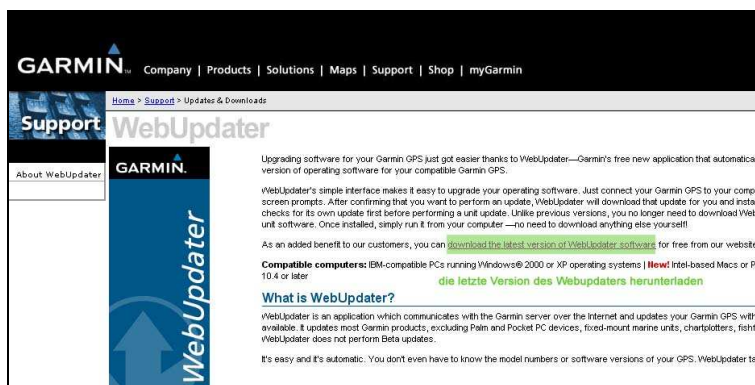 GARMIN™ Company | Products | Solutions | Maps | Support | Shop | myGarmin
Home > Support > Updates & Downloads
Support
WebUpdater
About WebUpdater
GARMIN.
WebUpdater
Upgrading software for your Garmin GPS just got easier thanks to WebUpdater—Garmin's free new application that automatica
version of operating software for your compatible Garmin GPS.
WebUpdater's simple interface makes it easy to upgrade your operating software. Just connect your Garmin GPS to your comp
screen prompts. After confirming that you want to perform an update, WebUpdater will download that update for you and insta
checks for its own update first before performing a unit update. Unlike previous versions, you no longer need to download Web
unit software. Once installed, simply run it from your computer —no need to download anything else yourself!
As an added benefit to our customers, you can download the latest version of WebUpdater software for free from our website
Compatible computers: IBM-compatible PCs running Windows® 2000 or XP operating systems | New! Intel-based Macs or P
10.4 or later
die letzte Version des Webupdaters herunterladen
What is WebUpdater?
WebUpdater is an application which communicates with the Garmin server over the Internet and updates your Garmin GPS with
available. It updates most Garmin products, excluding Palm and Pocket PC devices, fixed-mount marine units, chartplotters, fishf
WebUpdater does not perform Beta updates.
It's easy and it's automatic. You don't even have to know the model numbers or software versions of your GPS. WebUpdater ta